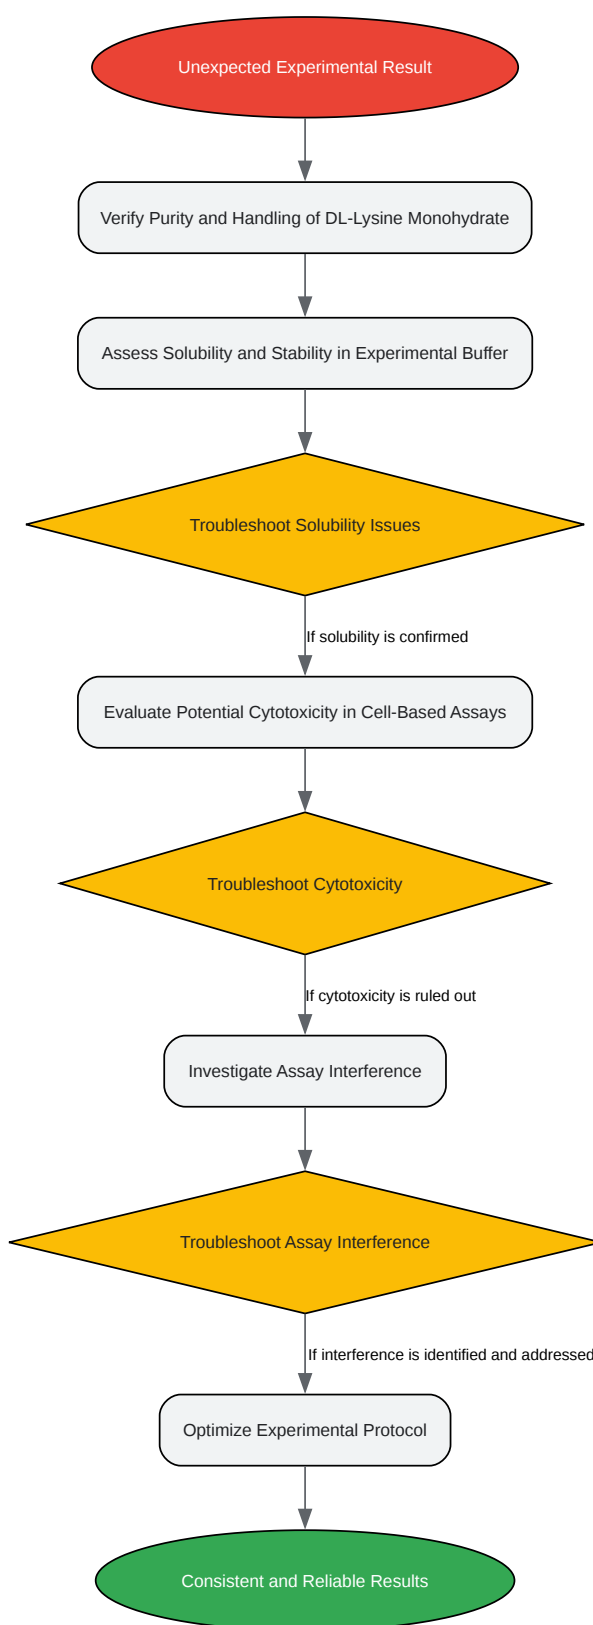 Unexpected Experimental Result
Verify Purity and Handling of DL-Lysine Monohydrate
Assess Solubility and Stability in Experimental Buffer
Troubleshoot Solubility Issues
If solubility is confirmed
Evaluate Potential Cytotoxicity in Cell-Based Assays
Troubleshoot Cytotoxicity
If cytotoxicity is ruled out
Investigate Assay Interference
Troubleshoot Assay Interference
If interference is identified and addressed
Optimize Experimental Protocol
Consistent and Reliable Results